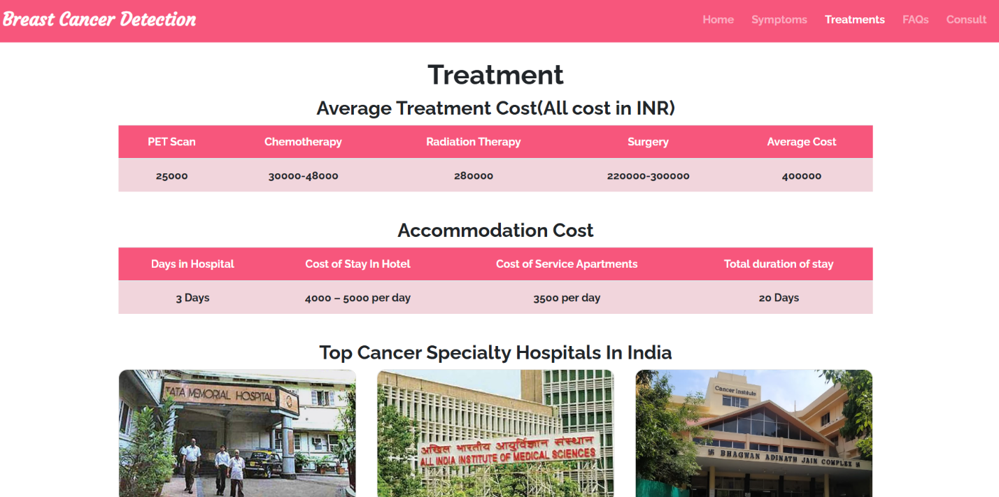 Breast Cancer Detection
Home Symptoms Treatments FAQs Consult
Treatment
Average Treatment Cost(All cost in INR)
PET Scan Chemotherapy Radiation Therapy Surgery Average Cost
25000 30000-48000 280000 220000-300000 400000
Accommodation Cost
Days in Hospital Cost of Stay In Hotel Cost of Service Apartments Total duration of stay
3 Days 4000 – 5000 per day 3500 per day 20 Days
Top Cancer Specialty Hospitals In India
TATA MEMORIAL HOSPITAL
अखिल भारतीय आयुर्विज्ञान संस्थान
ALL INDIA INSTITUTE OF MEDICAL SCIENCES
Cancer Institute
卐 BHAGWAN ADINATH JAIN COMPLEX 卐